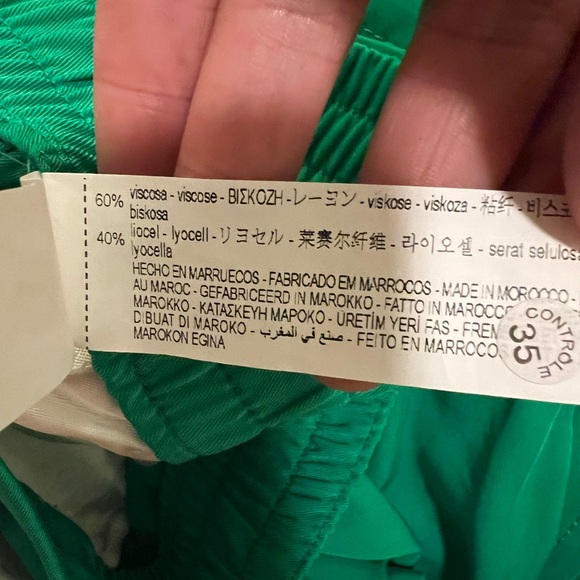 60% viscosa - viscose - ΒΙΣΚΟΖΗ - レーヨン - viskose - viskoza - 粘纤 - 비스코
biskosa
40% liocel - lyocell - リヨセル - 莱赛尔纤维 - 라이오셀 - serat selulosa
lyocella
HECHO EN MARRUECOS - FABRICADO EM MARROCOS - MADE IN MOROCCO -
AU MAROC - GEFABRICEERD IN MAROKKO - FATTO IN MAROCCO
MAROKKO - ΚΑΤΑΣΚΕΥΗ ΜΑΡΟΚΟ - ÜRETİM YERİ FAS - FREM
DIBUAT DI MAROKO - صنع في المغرب - FEITO EN MARROCOS
MAROKON EGINA
CONTROLE
35